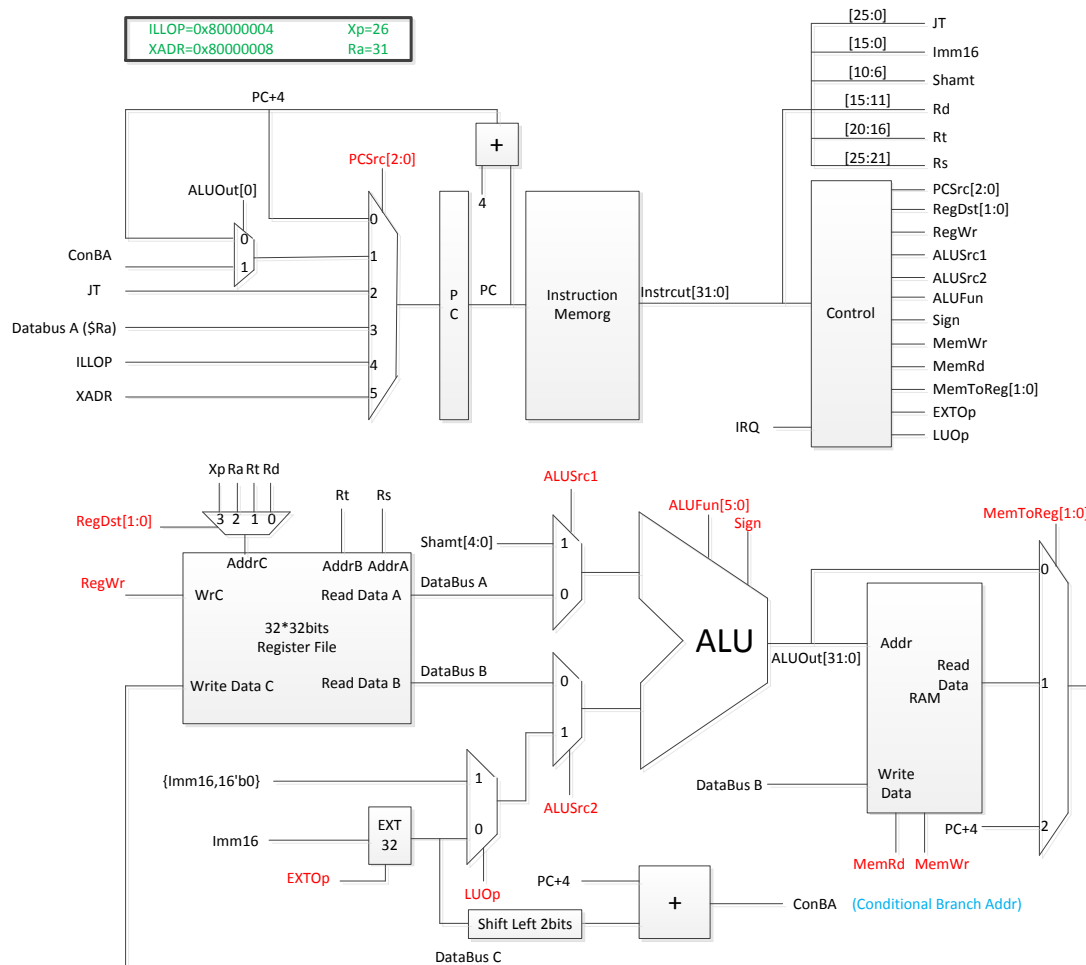 ILLOP=0x80000004 Xp=26
XADR=0x80000008 Ra=31
[25:0] JT
[15:0] Imm16
[10:6] Shamt
[15:11] Rd
[20:16] Rt
[25:21] Rs
PC+4
+
4
PCSrc[2:0]
ALUOut[0]
0
1
ConBA
JT
Databus A ($Ra)
ILLOP
XADR
0
1
2
3
4
5
P
C
PC
Instruction
Memorg
Instrcut[31:0]
Control
IRQ
PCSrc[2:0]
RegDst[1:0]
RegWr
ALUSrc1
ALUSrc2
ALUFun
Sign
MemWr
MemRd
MemToReg[1:0]
EXTOp
LUOp
Xp Ra Rt Rd
3 2 1 0
RegDst[1:0]
Rt Rs
AddrC AddrB AddrA
RegWr
WrC Read Data A
32*32bits
Register File
Write Data C Read Data B
Shamt[4:0]
DataBus A
DataBus B
ALUSrc1
1
0
0
1
ALUSrc2
ALUFun[5:0]
Sign
ALU
ALUOut[31:0]
MemToReg[1:0]
0
1
2
Addr
Read
Data
RAM
Write
Data
DataBus B
PC+4
MemRd MemWr
{Imm16,16'b0}
1
0
Imm16
EXT
32
EXTOp
LUOp
PC+4
+
Shift Left 2bits
ConBA (Conditional Branch Addr)
DataBus C